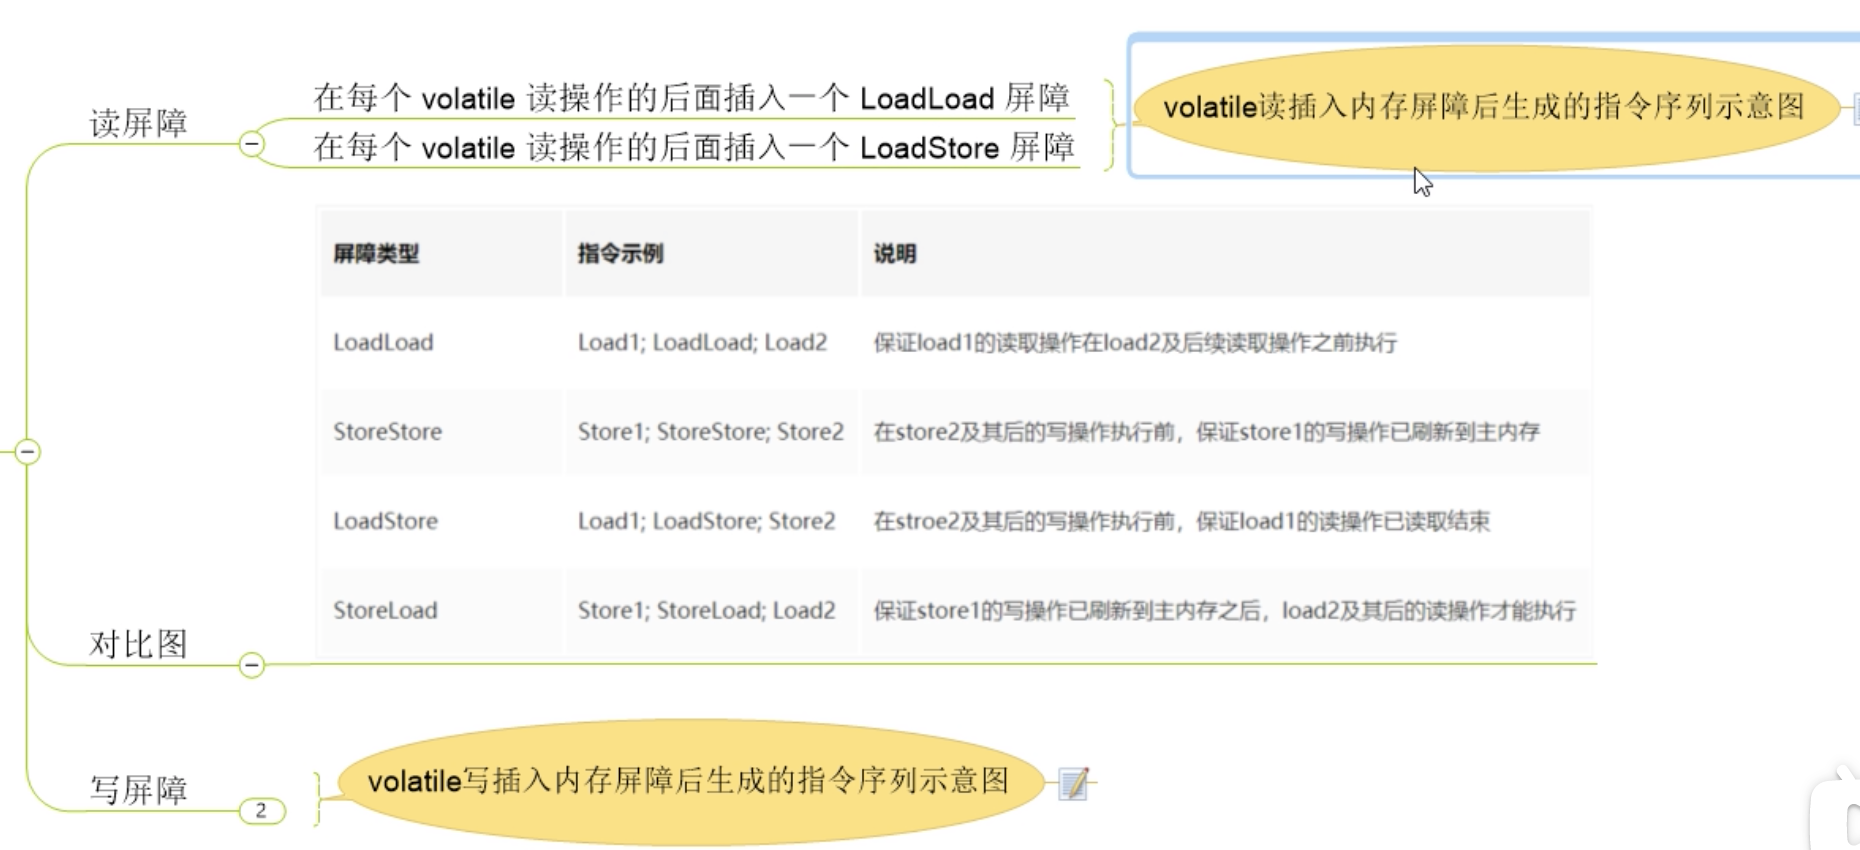 读屏障
在每个 volatile 读操作的后面插入一个 LoadLoad 屏障
在每个 volatile 读操作的后面插入一个 LoadStore 屏障
volatile读插入内存屏障后生成的指令序列示意图
屏障类型 指令示例 说明
LoadLoad Load1; LoadLoad; Load2 保证load1的读取操作在load2及后续读取操作之前执行
StoreStore Store1; StoreStore; Store2 在store2及其后的写操作执行前，保证store1的写操作已刷新到主内存
LoadStore Load1; LoadStore; Store2 在stroe2及其后的写操作执行前，保证load1的读操作已读取结束
StoreLoad Store1; StoreLoad; Load2 保证store1的写操作已刷新到主内存之后，load2及其后的读操作才能执行
对比图
写屏障
2
volatile写插入内存屏障后生成的指令序列示意图